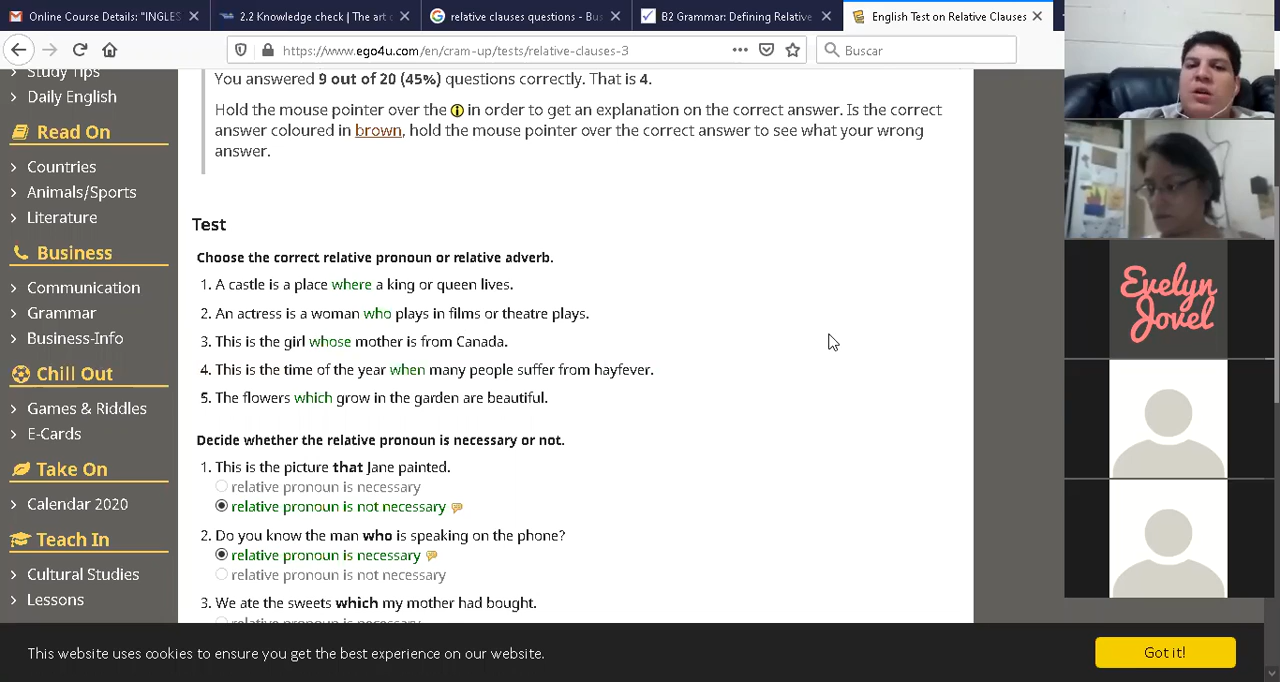 Online Course Details: "INGLES
2.2 Knowledge check | The art o
relative clauses questions - Bus
B2 Grammar: Defining Relative
English Test on Relative Clauses
https://www.ego4u.com/en/cram-up/tests/relative-clauses-3
Buscar
Study Tips
Daily English
Read On
Countries
Animals/Sports
Literature
Business
Communication
Grammar
Business-Info
Chill Out
Games & Riddles
E-Cards
Take On
Calendar 2020
Teach In
Cultural Studies
Lessons
You answered 9 out of 20 (45%) questions correctly. That is 4.
Hold the mouse pointer over the i in order to get an explanation on the correct answer. Is the correct
answer coloured in brown, hold the mouse pointer over the correct answer to see what your wrong
answer.
Test
Choose the correct relative pronoun or relative adverb.
1. A castle is a place where a king or queen lives.
2. An actress is a woman who plays in films or theatre plays.
3. This is the girl whose mother is from Canada.
4. This is the time of the year when many people suffer from hayfever.
5. The flowers which grow in the garden are beautiful.
Decide whether the relative pronoun is necessary or not.
1. This is the picture that Jane painted.
relative pronoun is necessary
relative pronoun is not necessary
2. Do you know the man who is speaking on the phone?
relative pronoun is necessary
relative pronoun is not necessary
3. We ate the sweets which my mother had bought.
Evelyn
Jovel
This website uses cookies to ensure you get the best experience on our website.
Got it!